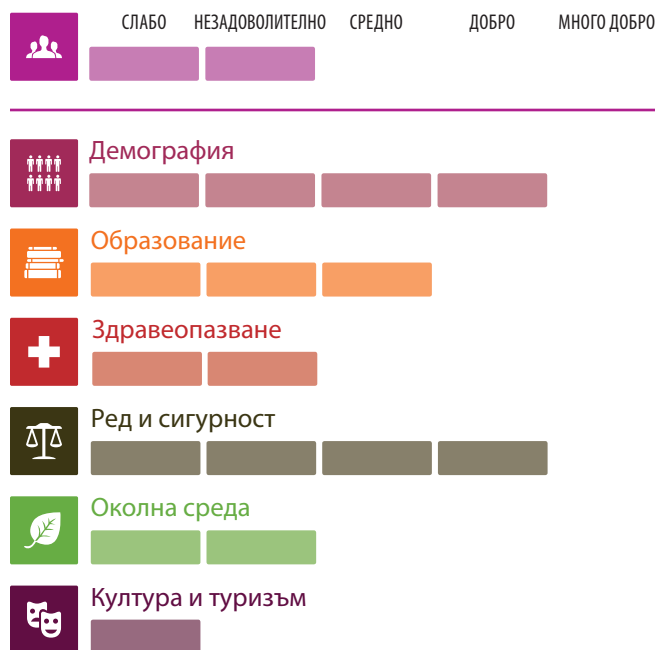 СЛАБО НЕЗАДОВОЛИТЕЛНО СРЕДНО ДОБРО МНОГО ДОБРО
Демография
Образование
Здравеопазване
Ред и сигурност
Околна среда
Култура и туризъм